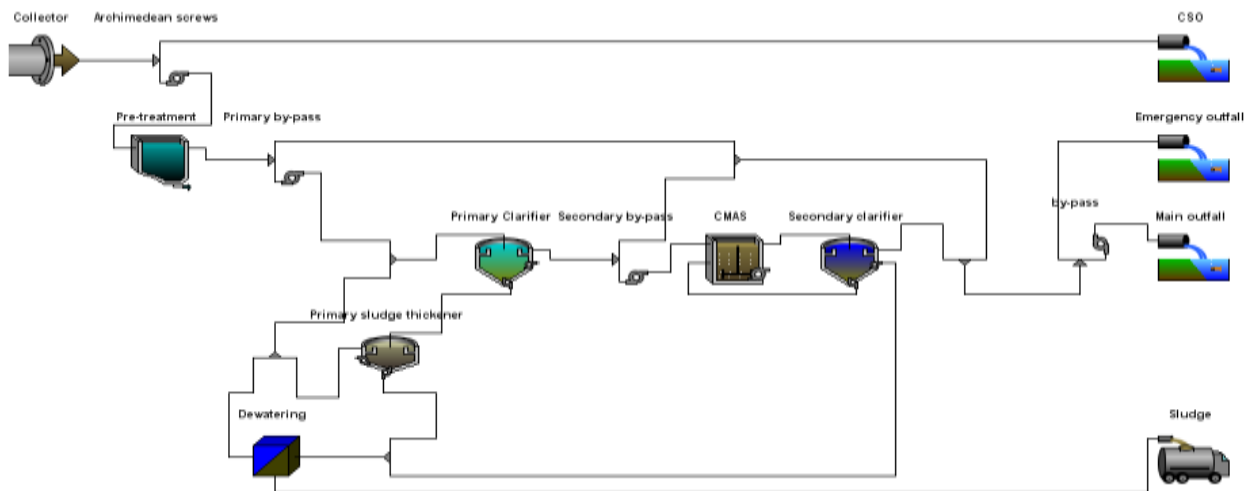 Collector
Archimedean screws
CSO
Pre-treatment
Primary by-pass
Emergency outfall
Primary Clarifier
Secondary by-pass
CMAS
Secondary clarifier
by-pass
Main outfall
Primary sludge thickener
Dewatering
Sludge